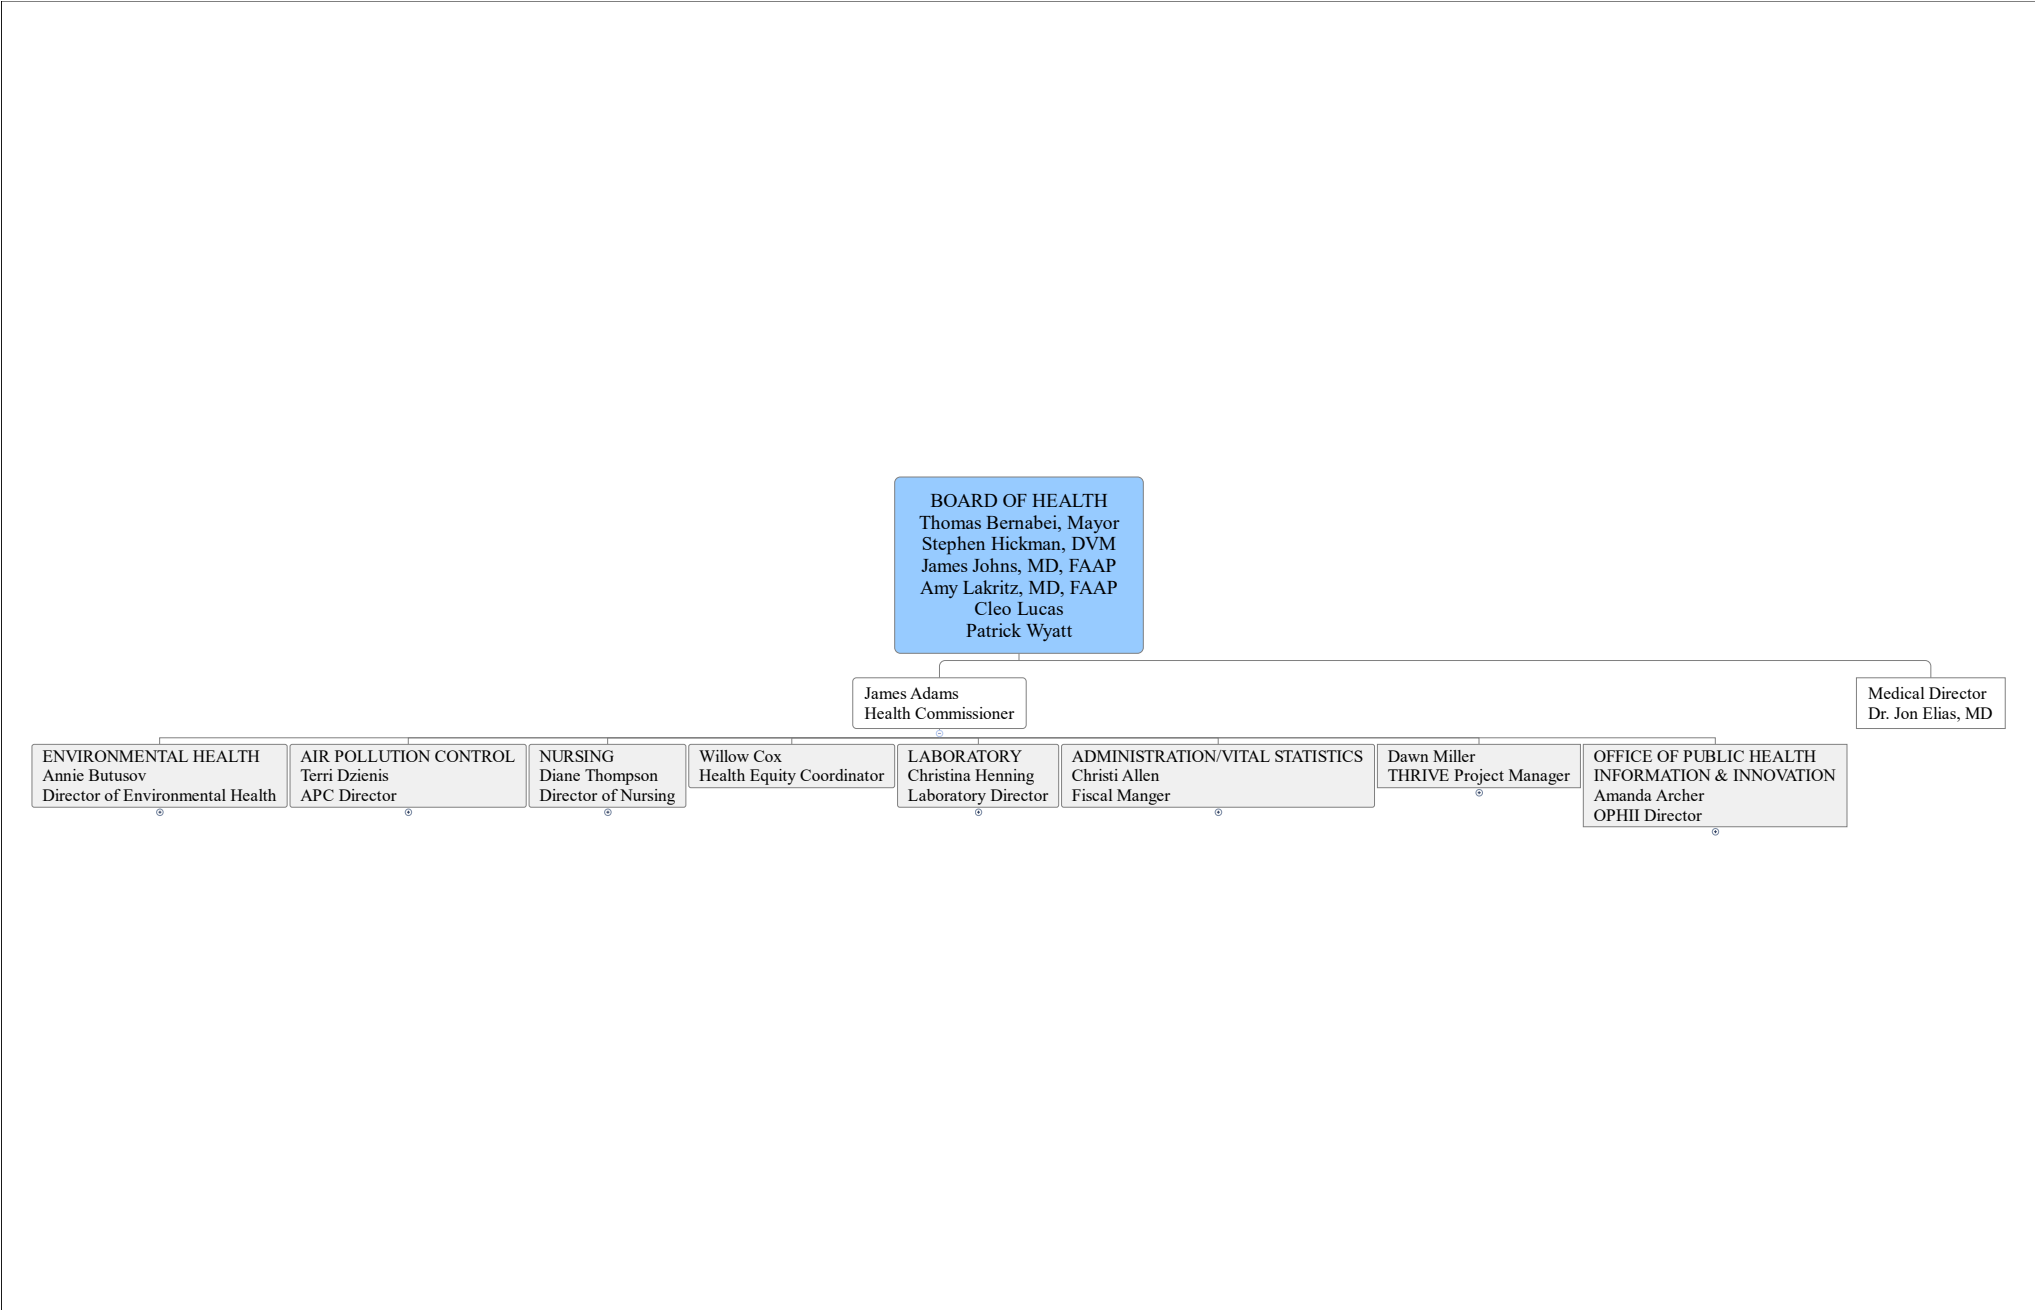 BOARD OF HEALTH
Thomas Bernabei, Mayor
Stephen Hickman, DVM
James Johns, MD, FAAP
Amy Lakritz, MD, FAAP
Cleo Lucas
Patrick Wyatt
James Adams
Health Commissioner
Medical Director
Dr. Jon Elias, MD
ENVIRONMENTAL HEALTH
Annie Butusov
Director of Environmental Health
AIR POLLUTION CONTROL
Terri Dzienis
APC Director
NURSING
Diane Thompson
Director of Nursing
Willow Cox
Health Equity Coordinator
LABORATORY
Christina Henning
Laboratory Director
ADMINISTRATION/VITAL STATISTICS
Christi Allen
Fiscal Manger
Dawn Miller
THRIVE Project Manager
OFFICE OF PUBLIC HEALTH
INFORMATION & INNOVATION
Amanda Archer
OPHII Director